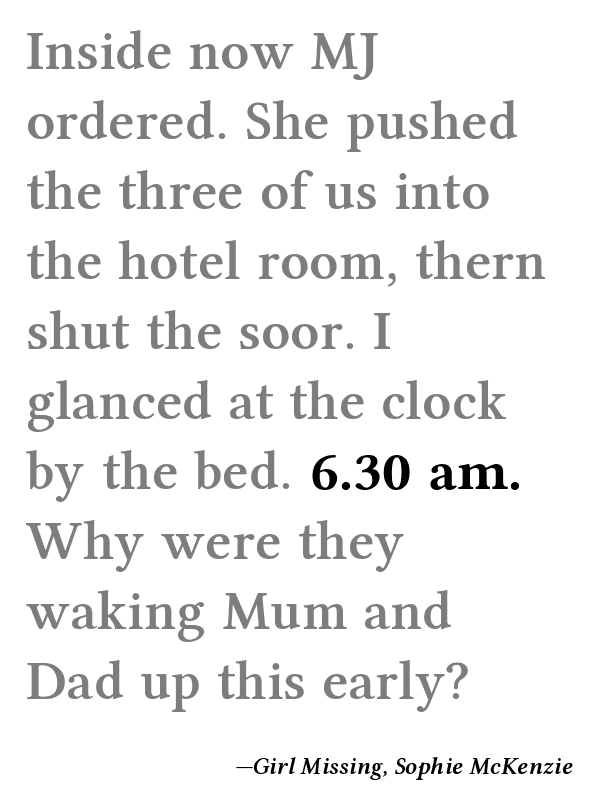 Inside now MJ
ordered. She pushed
the three of us into
the hotel room, thern
shut the soor. I
glanced at the clock
by the bed. 6.30 am.
Why were they
waking Mum and
Dad up this early?
—Girl Missing, Sophie McKenzie